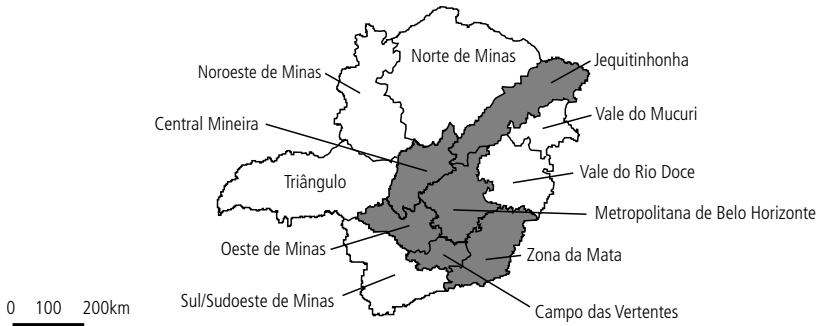 Norte de Minas
Jequitinhonha
Noroeste de Minas
Vale do Mucuri
Central Mineira
Vale do Rio Doce
Triângulo
Metropolitana de Belo Horizonte
Oeste de Minas
Zona da Mata
Sul/Sudoeste de Minas
Campo das Vertentes
0 100 200km